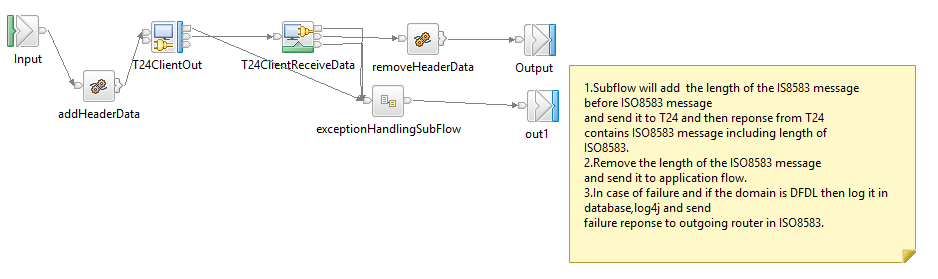 Input
addHeaderData
T24ClientOut
T24ClientReceiveData
removeHeaderData
Output
exceptionHandlingSubFlow
out1
1.Subflow will add  the length of the IS8583 message
before ISO8583 message
and send it to T24 and then reponse from T24
contains ISO8583 message including length of
ISO8583.
2.Remove the length of the ISO8583 message
and send it to application flow.
3.In case of failure and if the domain is DFDL then log it in
database,log4j and send
failure reponse to outgoing router in ISO8583.